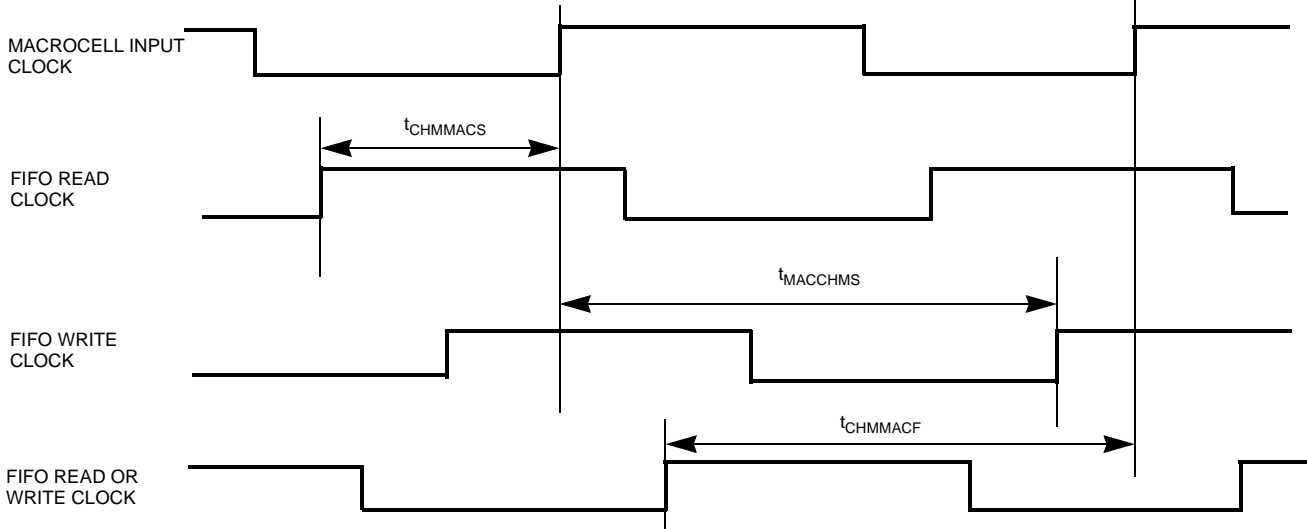 MACROCELL INPUT
CLOCK
tCHMMACS
FIFO READ
CLOCK
tMACCHMS
FIFO WRITE
CLOCK
tCHMMACF
FIFO READ OR
WRITE CLOCK